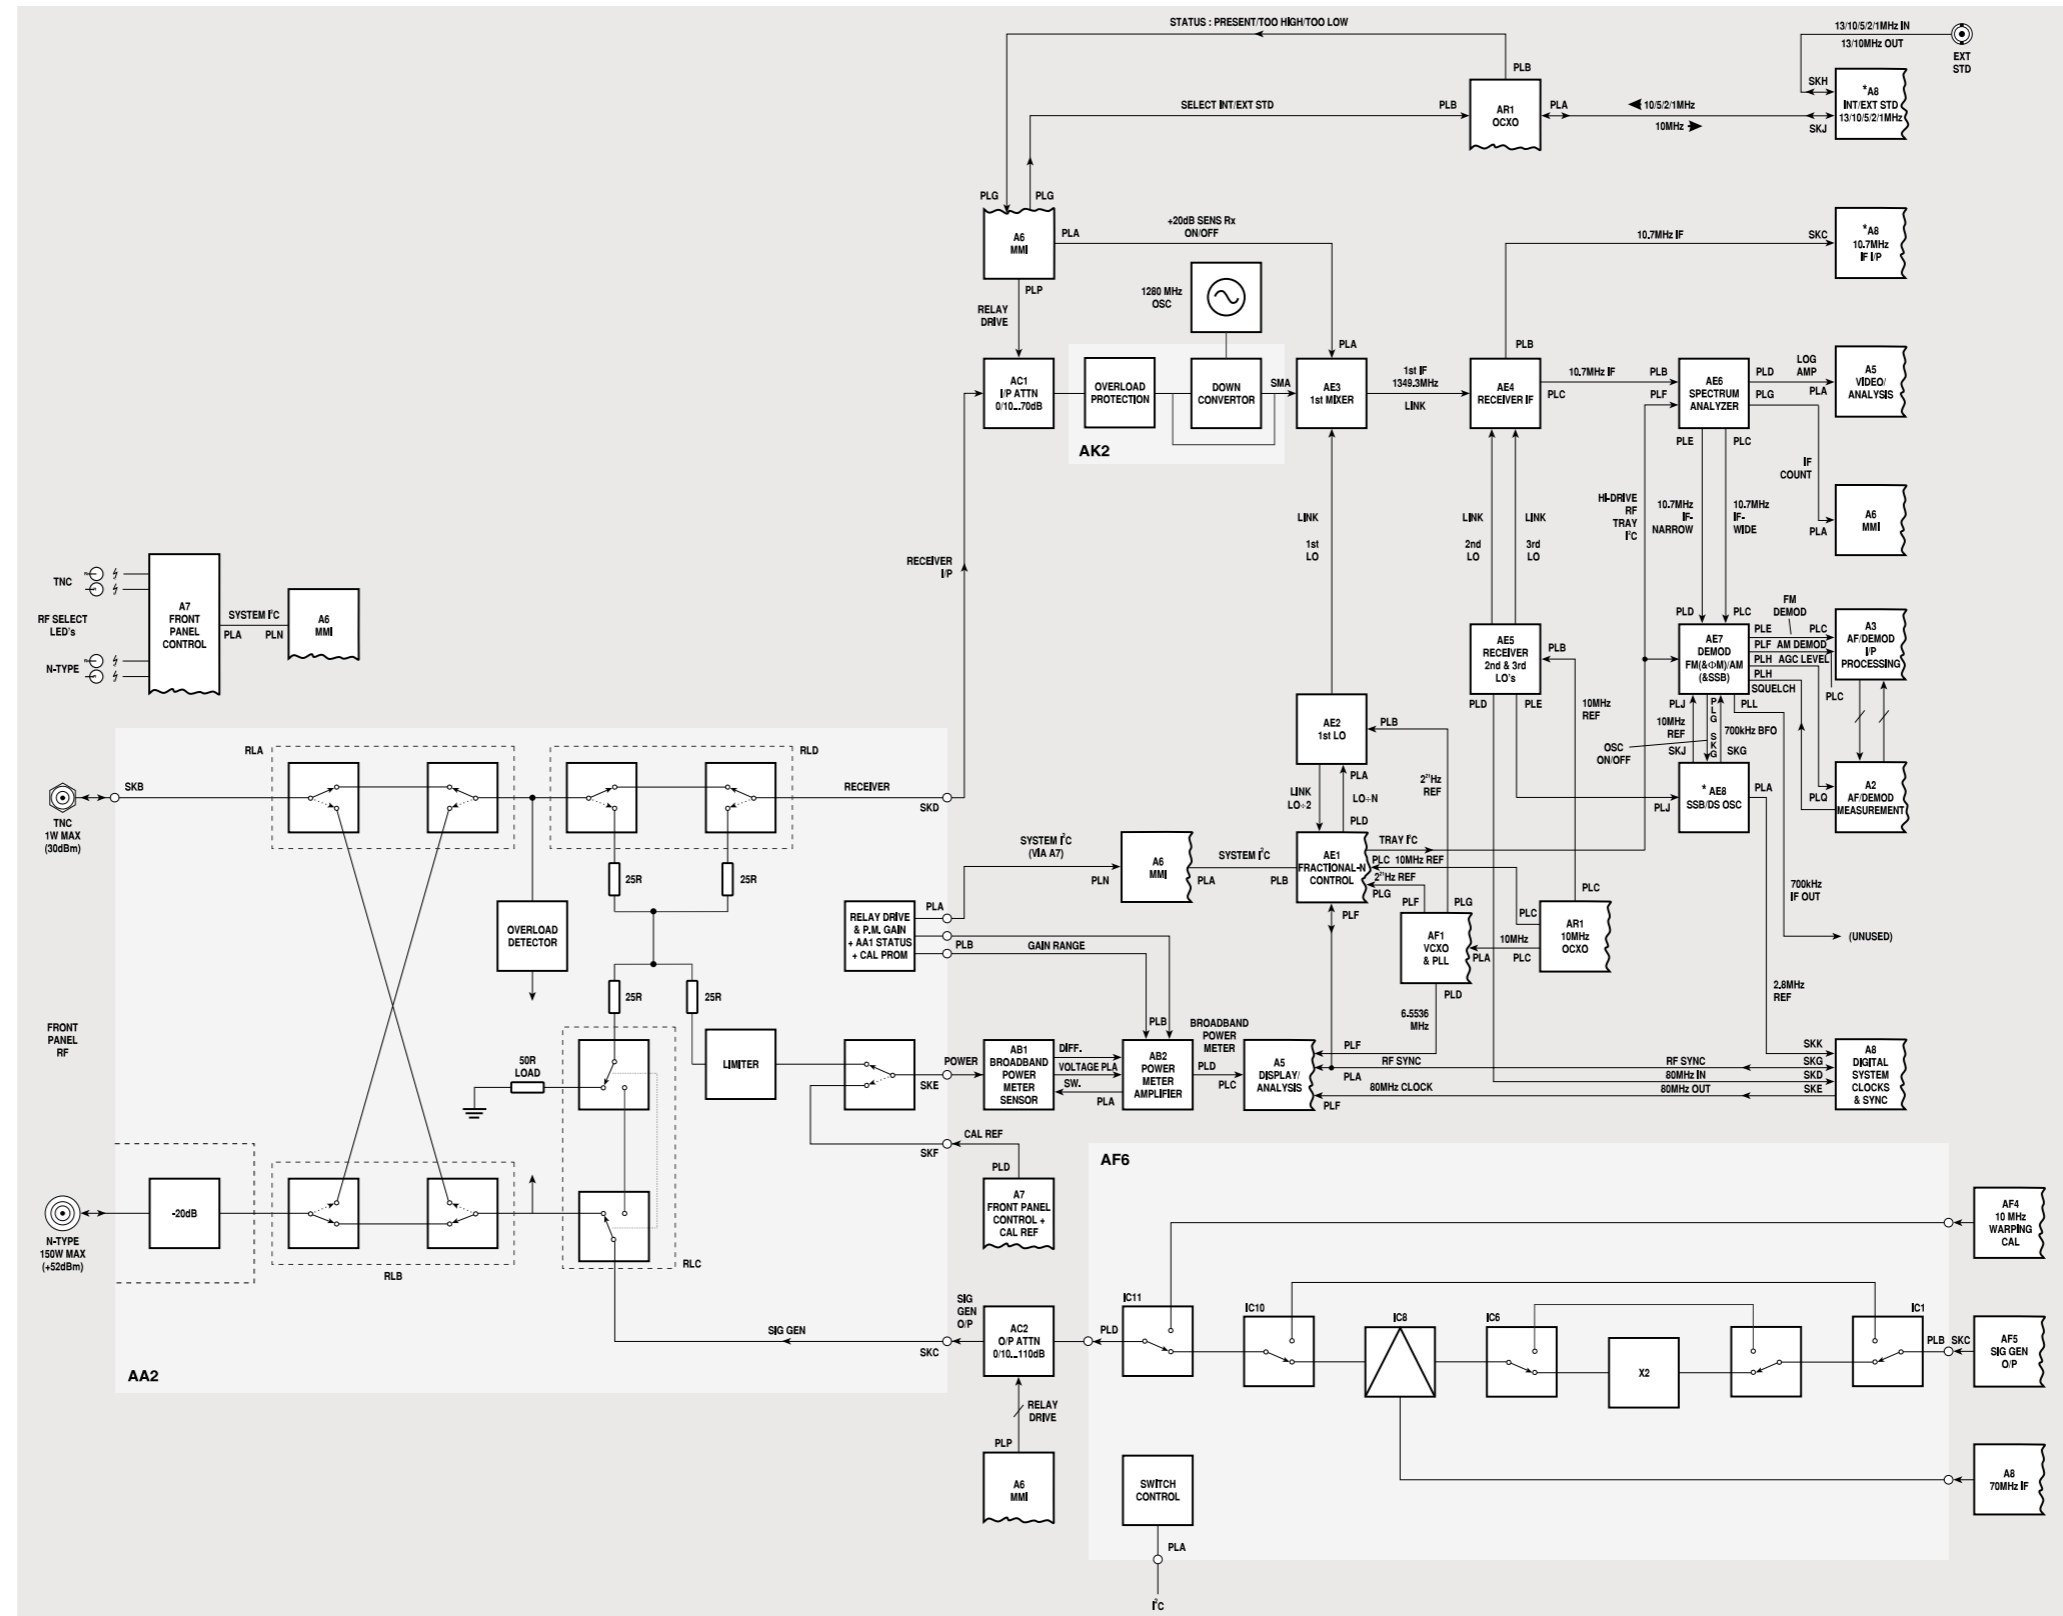 STATUS : PRESENT/TOO HIGH/TOO LOW
13/10/5/2/1MHz IN
13/10MHz OUT
EXT
STD
PLB
SKH
*A8
INT/EXT STD
13/10/5/2/1MHz
SELECT INT/EXT STD
PLB
AR1
OCXO
PLA
10/5/2/1MHz
10MHz
SKJ
PLG
PLG
A6
MMI
PLA
+20dB SENS Rx
ON/OFF
10.7MHz IF
SKC
*A8
10.7MHz
IF I/P
PLP
1280 MHz
OSC
RELAY
DRIVE
PLA
PLB
AC1
I/P ATTN
0/10...70dB
OVERLOAD
PROTECTION
DOWN
CONVERTOR
SMA
AE3
1st MIXER
1st IF
1349.3MHz
LINK
AE4
RECEIVER IF
10.7MHz IF
PLC
PLB
PLF
AE6
SPECTRUM
ANALYZER
PLD
PLG
LOG
AMP
PLA
A5
VIDEO/
ANALYSIS
AK2
PLE
PLC
IF
COUNT
HI-DRIVE
RF
TRAY
I²C
10.7MHz
IF-
NARROW
10.7MHz
IF-
WIDE
PLA
A6
MMI
LINK
1st
LO
LINK
2nd
LO
LINK
3rd
LO
RECEIVER
I/P
TNC
RF SELECT
LED's
N-TYPE
A7
FRONT
PANEL
CONTROL
SYSTEM I²C
PLA
PLN
A6
MMI
PLD
PLC
FM
DEMOD
AE5
RECEIVER
2nd & 3rd
LO's
PLB
PLD
PLE
10MHz
REF
AE7
DEMOD
FM(&ΦM)/AM
(&SSB)
PLE
PLC
PLF AM DEMOD
PLH AGC LEVEL
PLH
SQUELCH
PLC
A3
AF/DEMOD
I/P
PROCESSING
PLJ
PLG
SKG
PLL
10MHz
REF
SKJ
700kHz BFO
OSC
ON/OFF
SKG
AE2
1st LO
PLB
PLA
LINK
LO÷2
LO÷N
PLD
2²¹Hz
REF
PLJ
* AE8
SSB/DS OSC
PLA
PLQ
A2
AF/DEMOD
MEASUREMENT
RLA
RLD
SKB
TNC
1W MAX
(30dBm)
RECEIVER
SKD
25R
25R
OVERLOAD
DETECTOR
SYSTEM I²C
(VIA A7)
PLN
A6
MMI
SYSTEM I²C
PLA
PLB
AE1
FRACTIONAL-N
CONTROL
TRAY I²C
PLC 10MHz REF
2²¹Hz REF
PLG
PLF
PLF
PLG
PLC
PLC
AF1
VCXO
& PLL
10MHz
PLA
PLC
AR1
10MHz
OCXO
PLD
6-5536
MHz
700kHz
IF OUT
(UNUSED)
2.8MHz
REF
RELAY DRIVE
& P.M. GAIN
+ AA1 STATUS
+ CAL PROM
PLA
PLB
GAIN RANGE
25R
25R
FRONT
PANEL
RF
50R
LOAD
LIMITER
POWER
SKE
AB1
BROADBAND
POWER
METER
SENSOR
DIFF.
VOLTAGE PLA
SW.
PLA
PLB
AB2
POWER
METER
AMPLIFIER
BROADBAND
POWER
METER
PLD
PLC
A5
DISPLAY/
ANALYSIS
PLF
RF SYNC
PLA
80MHz CLOCK
PLF
RF SYNC
80MHz IN
80MHz OUT
SKK
SKG
SKD
SKE
A8
DIGITAL
SYSTEM
CLOCKS
& SYNC
CAL REF
SKF
PLD
A7
FRONT PANEL
CONTROL +
CAL REF
AF6
N-TYPE
150W MAX
(+52dBm)
-20dB
RLB
RLC
AF4
10 MHz
WARPING
CAL
SIG GEN
SIG
GEN
O/P
SKC
AC2
O/P ATTN
0/10...110dB
PLD
IC11
IC10
IC8
IC6
X2
IC1
PLB
SKC
AF5
SIG GEN
O/P
AA2
RELAY
DRIVE
PLP
A6
MMI
SWITCH
CONTROL
PLA
I²C
A8
70MHz IF